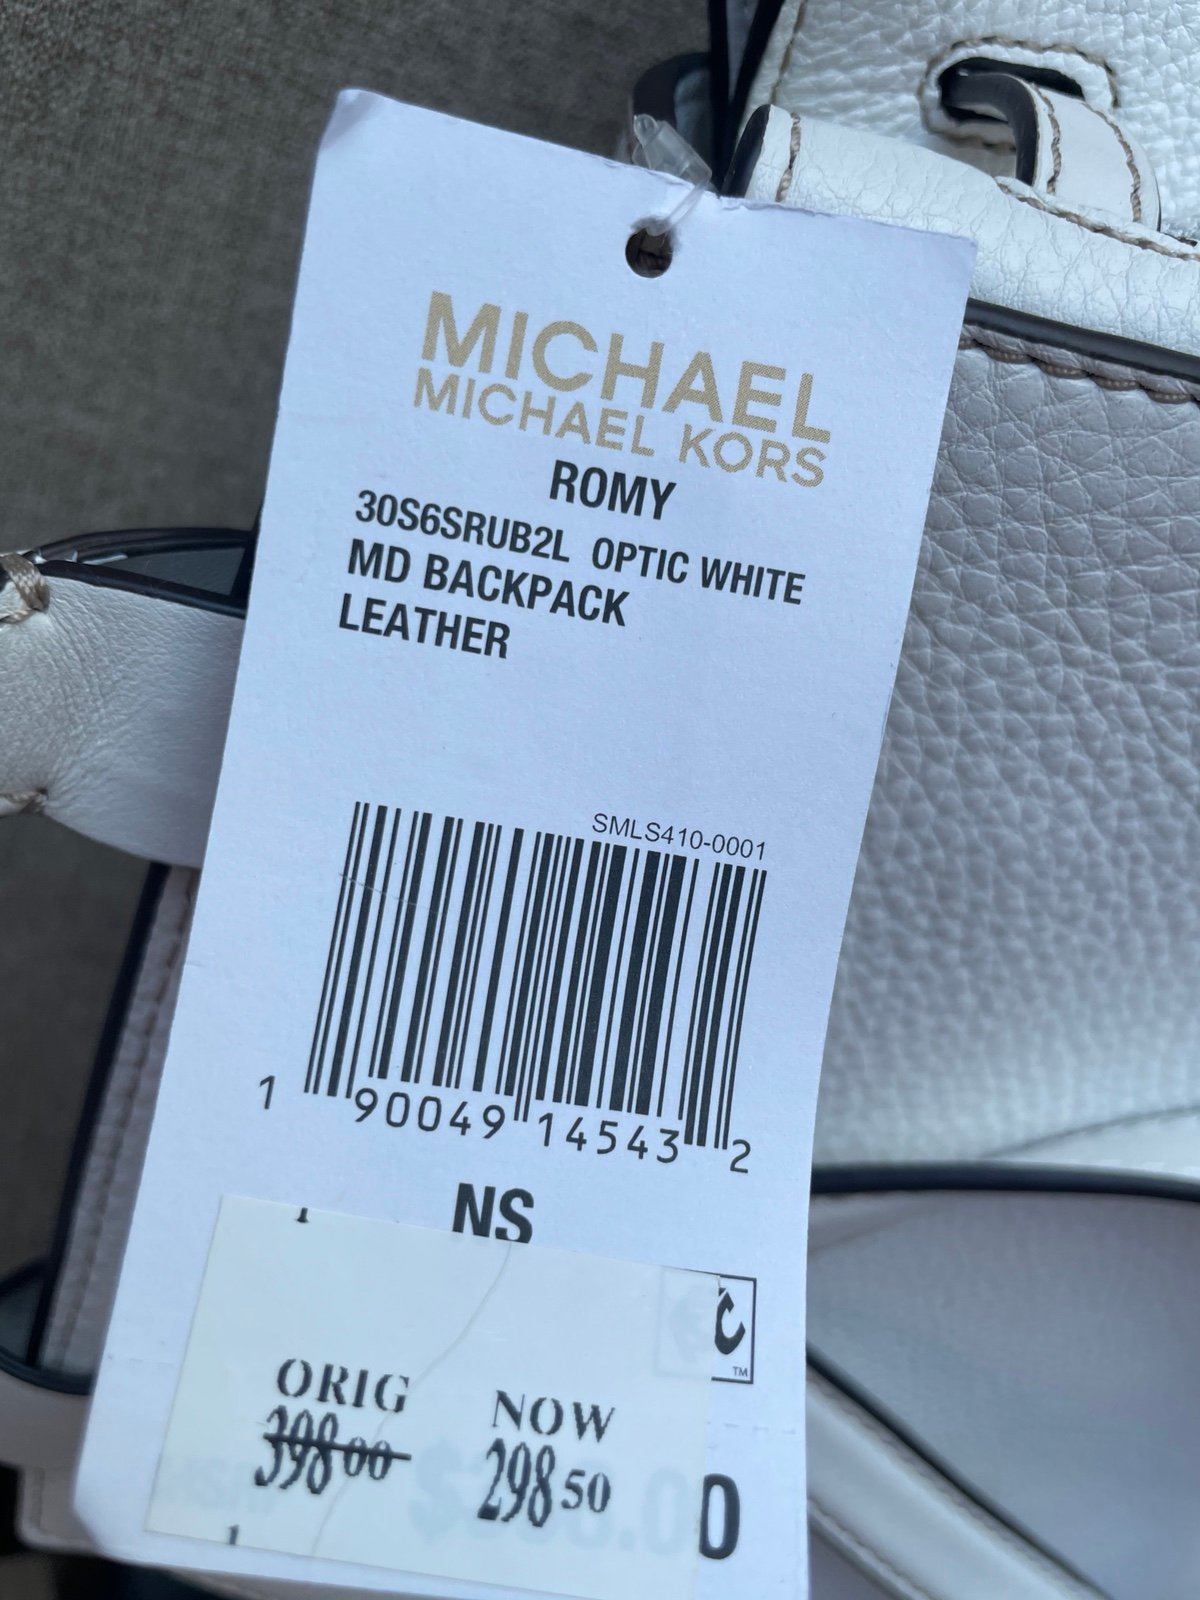 MICHAEL
MICHAEL KORS
ROMY
30S6SRUB2L OPTIC WHITE
MD BACKPACK
LEATHER
SMLS410-0001
1 90049 14543 2
NS
ORIG NOW
398 00 298 50
0